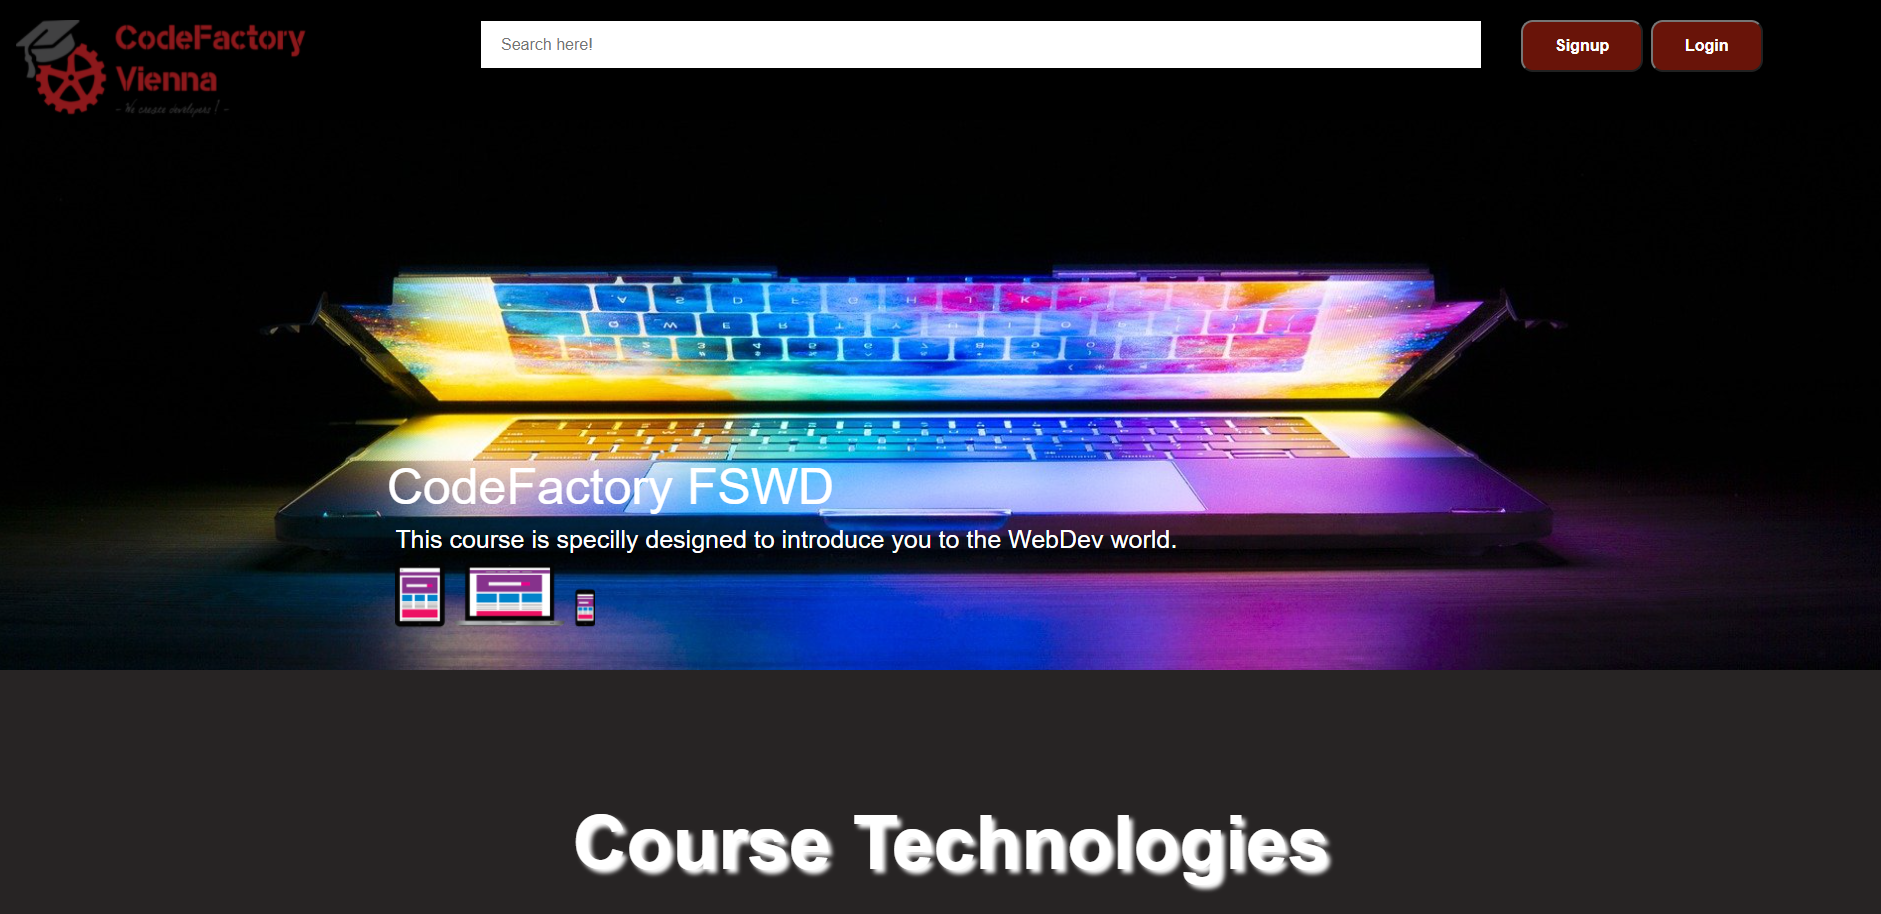 CodeFactory
Vienna
- We create developers! -
Search here!
Signup
Login
CodeFactory FSWD
This course is specilly designed to introduce you to the WebDev world.
Course Technologies